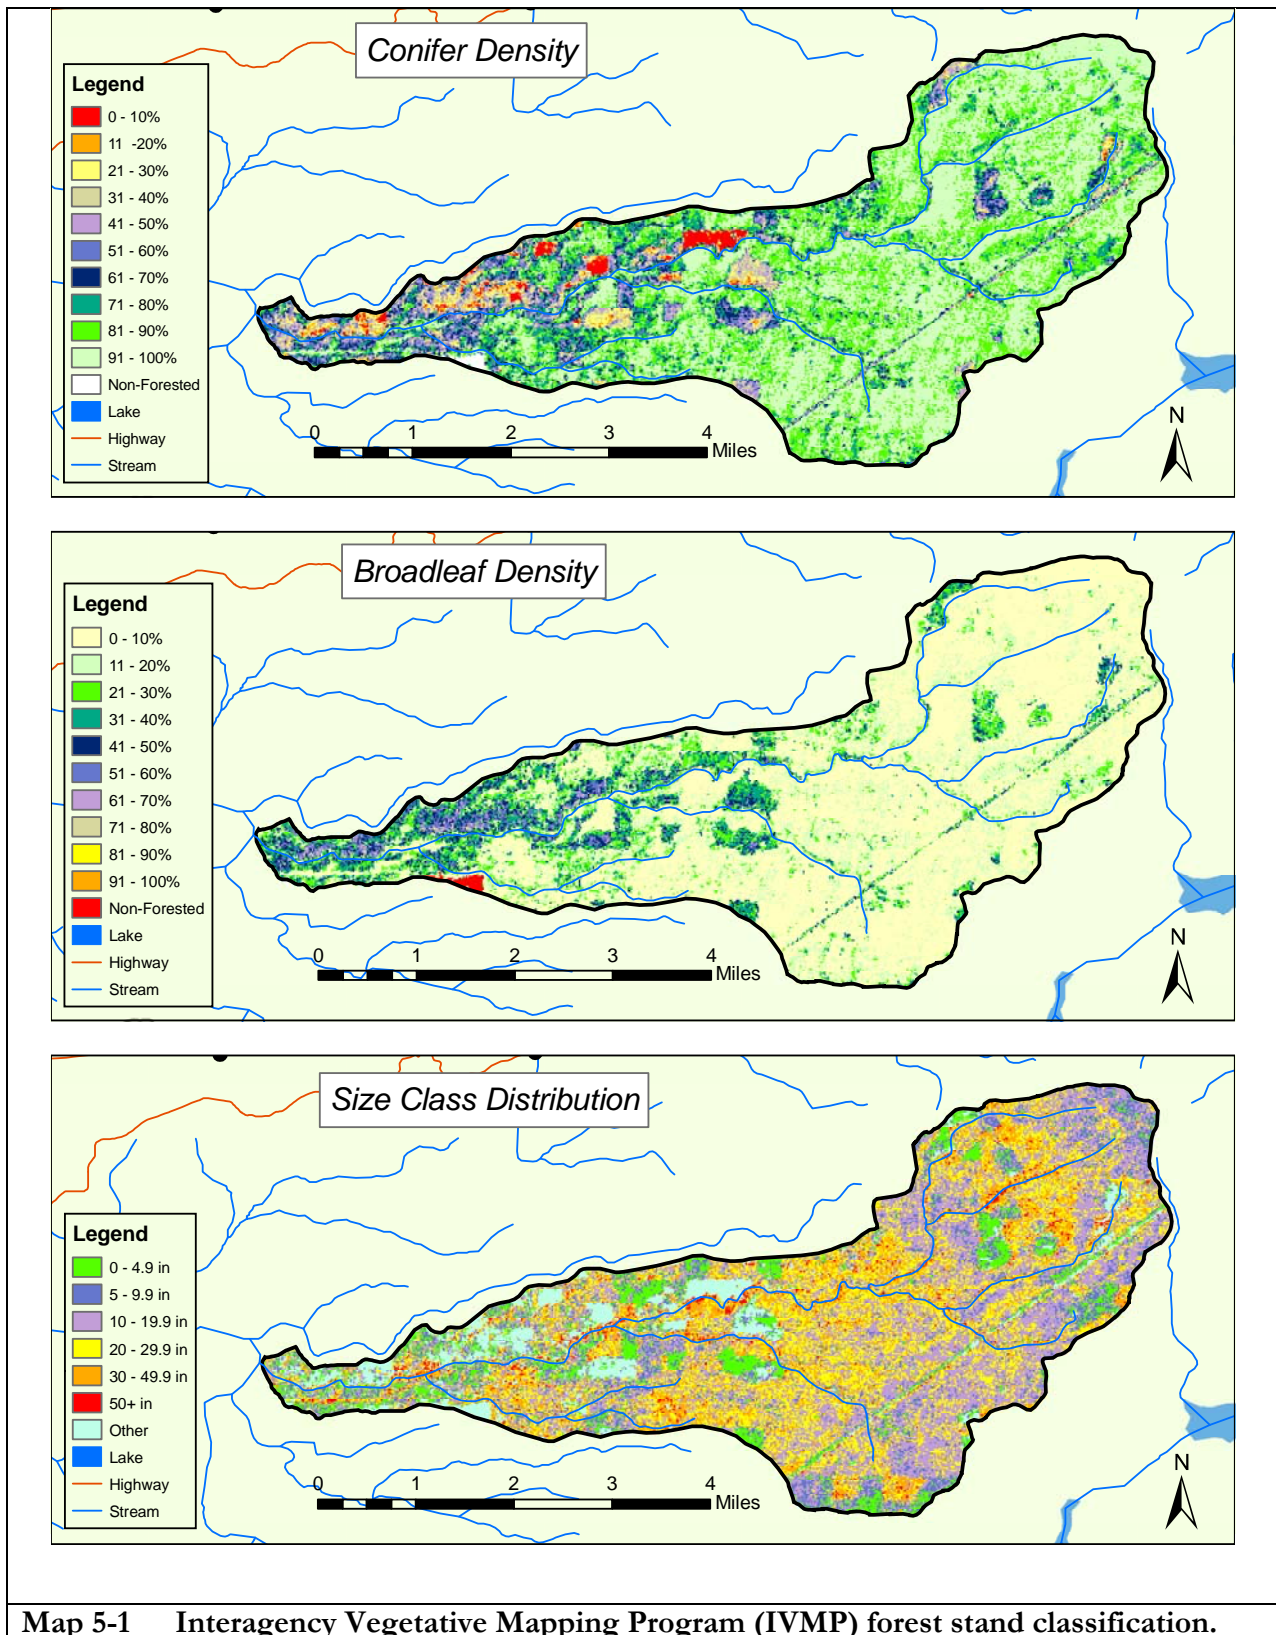 Conifer Density
Legend
0 - 10%
11 -20%
21 - 30%
31 - 40%
41 - 50%
51 - 60%
61 - 70%
71 - 80%
81 - 90%
91 - 100%
Non-Forested
Lake
Highway
Stream
0 1 2 3 4
Miles
N
Broadleaf Density
Legend
0 - 10%
11 - 20%
21 - 30%
31 - 40%
41 - 50%
51 - 60%
61 - 70%
71 - 80%
81 - 90%
91 - 100%
Non-Forested
Lake
Highway
Stream
0 1 2 3 4
Miles
N
Size Class Distribution
Legend
0 - 4.9 in
5 - 9.9 in
10 - 19.9 in
20 - 29.9 in
30 - 49.9 in
50+ in
Other
Lake
Highway
Stream
0 1 2 3 4
Miles
N
Map 5-1 Interagency Vegetative Mapping Program (IVMP) forest stand classification.